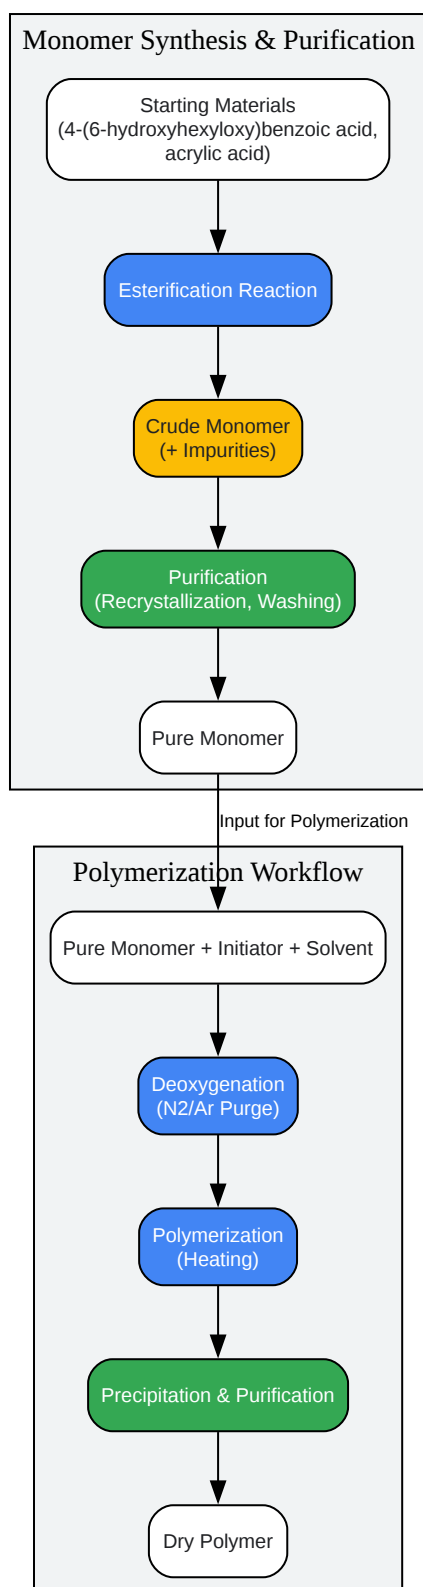 Monomer Synthesis & Purification
Starting Materials
(4-(6-hydroxyhexyloxy)benzoic acid,
acrylic acid)
Esterification Reaction
Crude Monomer
(+ Impurities)
Purification
(Recrystallization, Washing)
Pure Monomer
Input for Polymerization
Polymerization Workflow
Pure Monomer + Initiator + Solvent
Deoxygenation
(N2/Ar Purge)
Polymerization
(Heating)
Precipitation & Purification
Dry Polymer